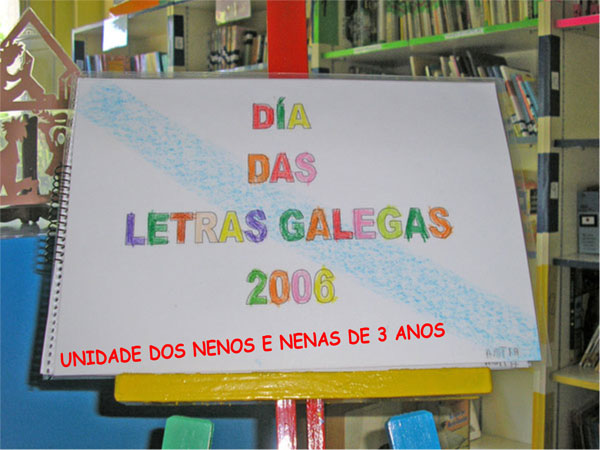 DÍA
DAS
LETRAS GALEGAS
2006
UNIDADE DOS NENOS E NENAS DE 3 ANOS